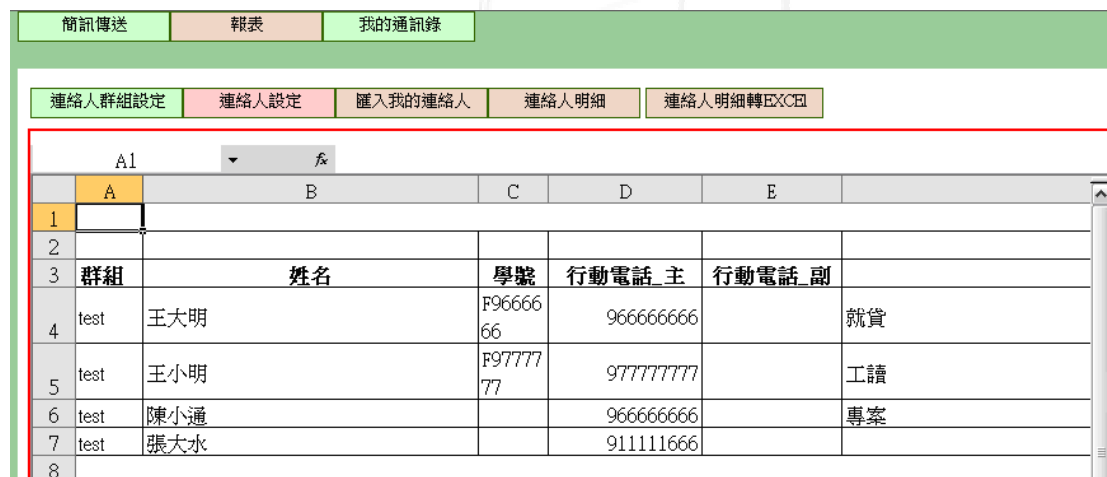 簡訊傳送 報表 我的通訊錄
連絡人群組設定 連絡人設定 匯入我的連絡人 連絡人明細 連絡人明細轉EXCEl
A1 fx
A B C D E
1
2
3 群組 姓名 學號 行動電話_主 行動電話_副
4 test 王大明 F96666 66 966666666 就貸
5 test 王小明 F97777 77 977777777 工讀
6 test 陳小通 966666666 專案
7 test 張大水 911111666
8